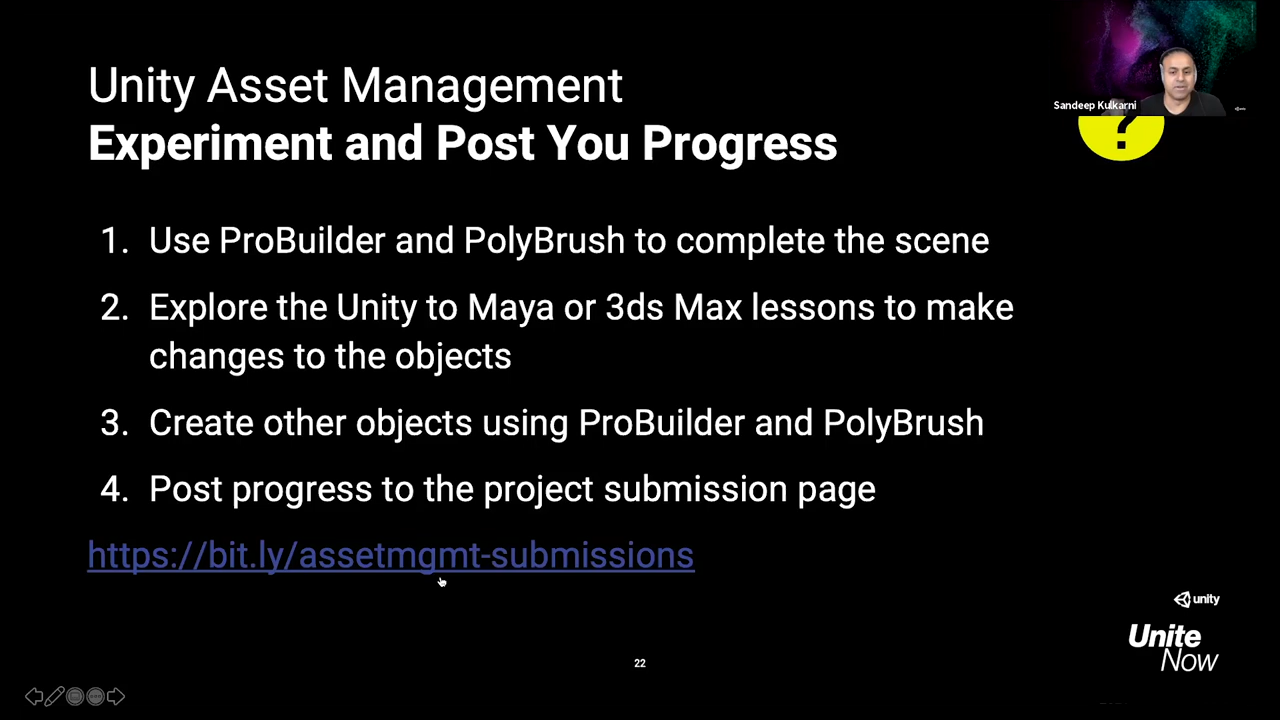 Unity Asset Management
Sandeep Kulkarni
Experiment and Post You Progress
?
1. Use ProBuilder and PolyBrush to complete the scene
2. Explore the Unity to Maya or 3ds Max lessons to make
changes to the objects
3. Create other objects using ProBuilder and PolyBrush
4. Post progress to the project submission page
https://bit.ly/assetmgmt-submissions
unity
Unite
Now
22